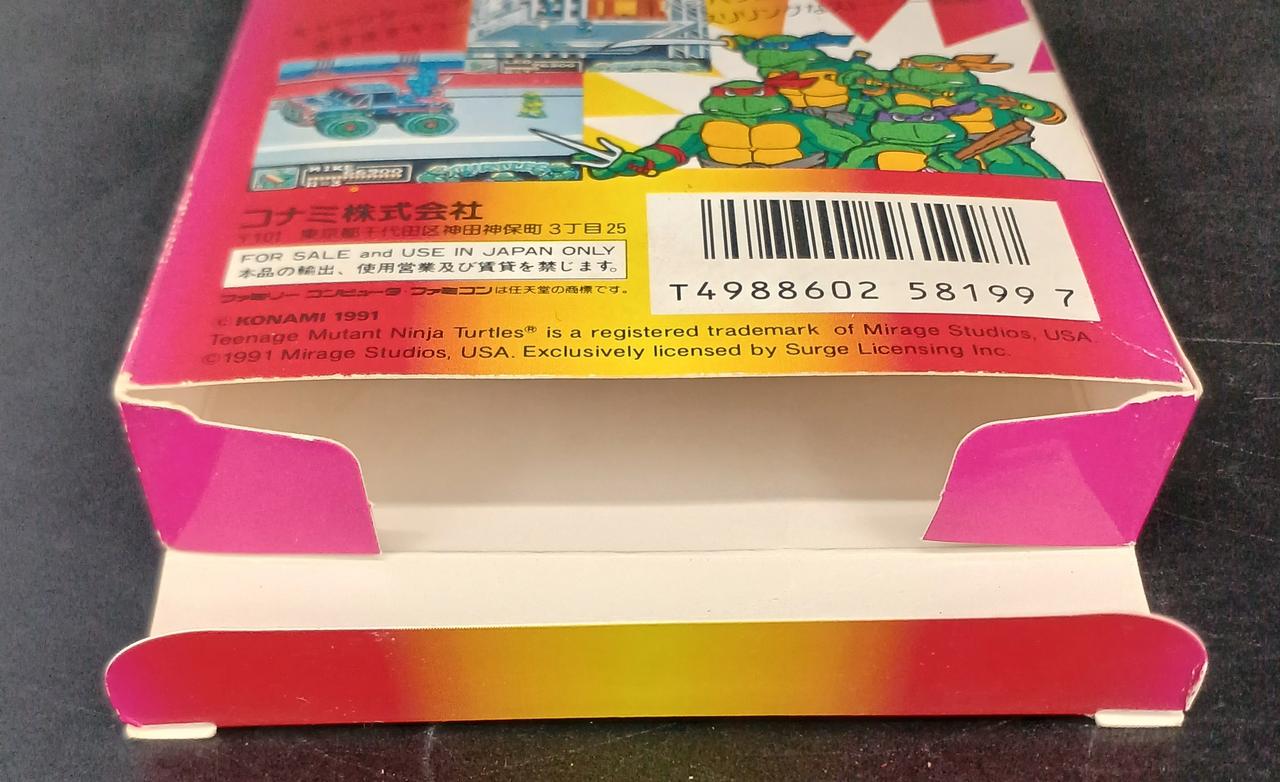 リリングな
コナミ株式会社
〒101 東京都千代田区神田神保町3丁目25
FOR SALE and USE IN JAPAN ONLY
本品の輸出、使用営業及び賃貸を禁じます。
ファミリーコンピュータ・ファミコンは任天堂の商標です。
T4988602 58199 7
© KONAMI 1991
Teenage Mutant Ninja Turtles® is a registered trademark of Mirage Studios, USA.
©1991 Mirage Studios, USA. Exclusively licensed by Surge Licensing Inc.